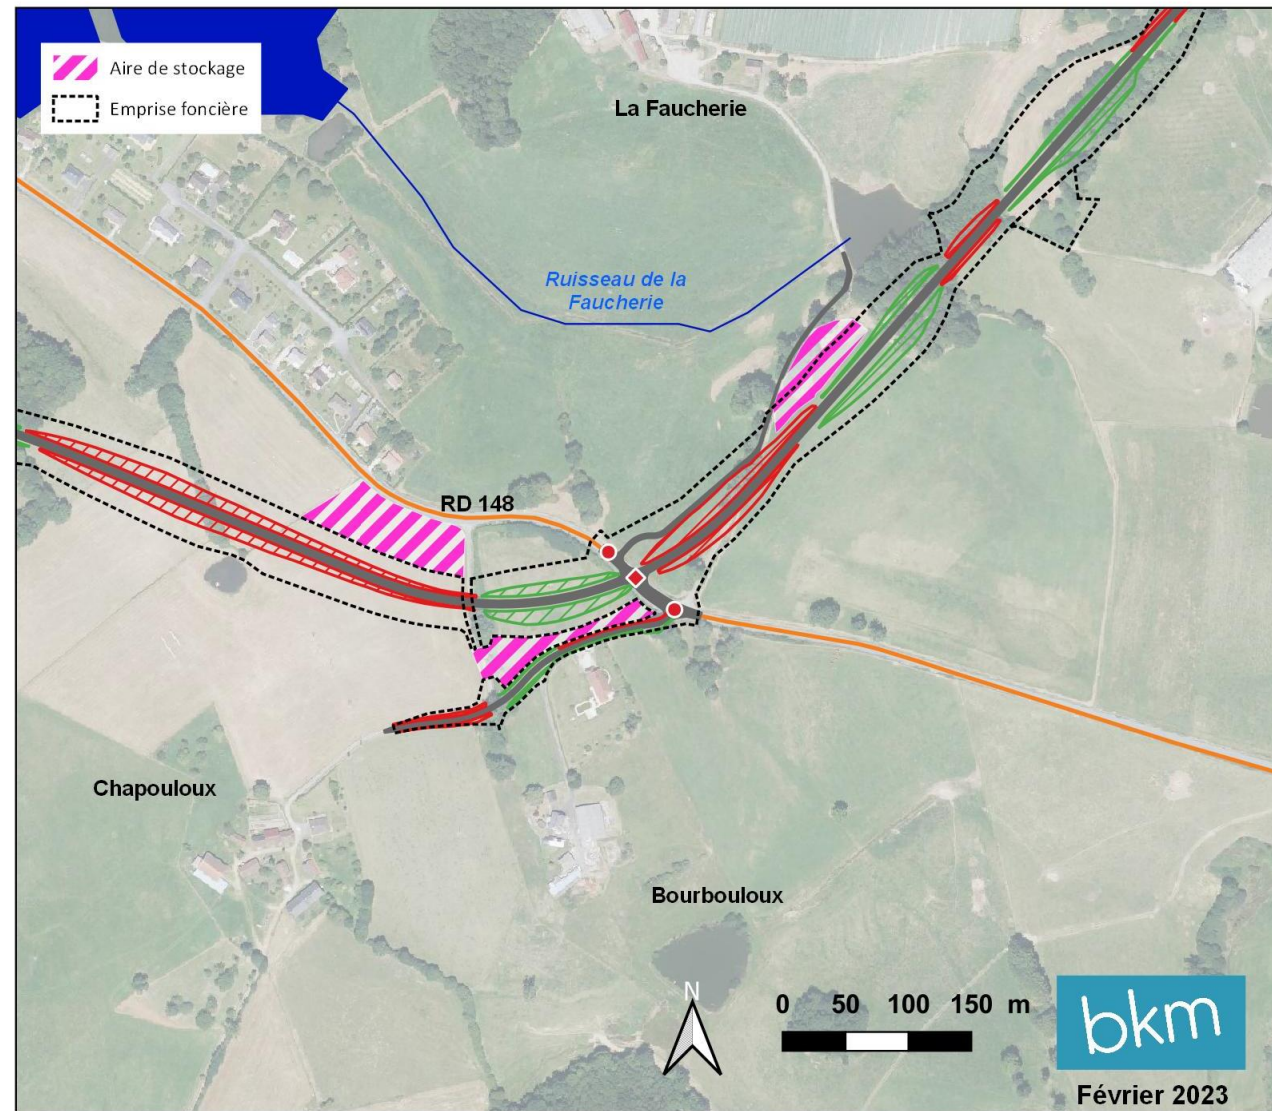 Aire de stockage
Emprise foncière
La Faucherie
Ruisseau de la
Faucherie
RD 148
Chapouloux
Bourbouloux
N
0 50 100 150 m
bkm
Février 2023